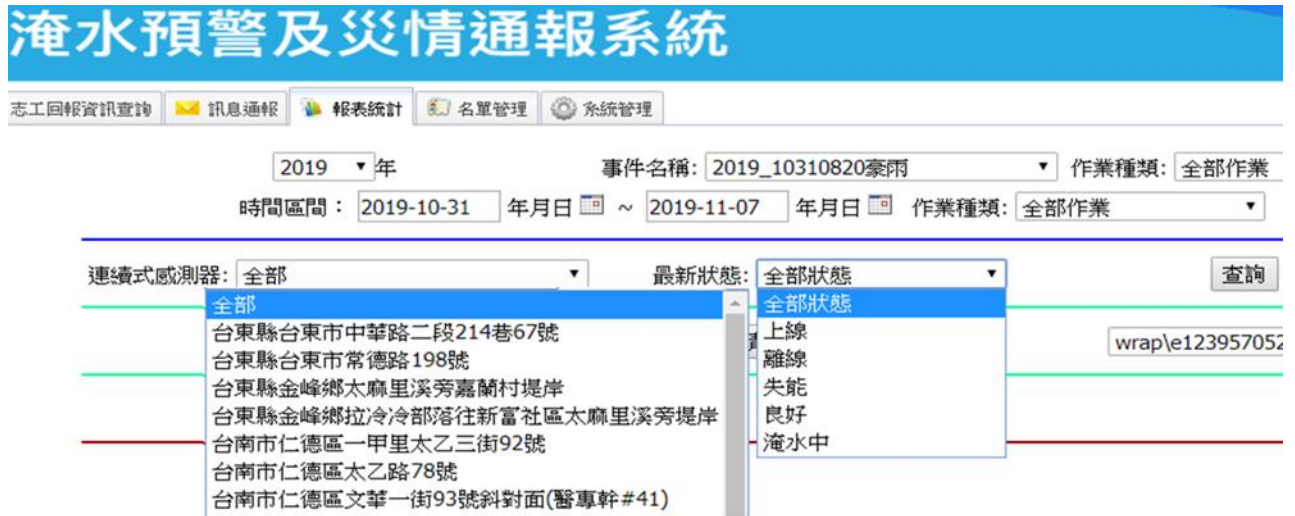 淹水預警及災情通報系統
志工回報資訊查詢 訊息通報 報表統計 名單管理 系統管理
2019 年 事件名稱: 2019_10310820豪雨 作業種類: 全部作業
時間區間： 2019-10-31 年月日 ~ 2019-11-07 年月日 作業種類: 全部作業
連續式感測器: 全部 最新狀態: 全部狀態 查詢
全部
台東縣台東市中華路二段214巷67號
台東縣台東市常德路198號
台東縣金峰鄉太麻里溪旁嘉蘭村堤岸
台東縣金峰鄉拉冷冷部落往新富社區太麻里溪旁堤岸
台南市仁德區一甲里太乙三街92號
台南市仁德區太乙路78號
台南市仁德區文華一街93號斜對面(醫專幹#41)
全部狀態
上線
離線
失能
良好
淹水中
wrap\e123957052